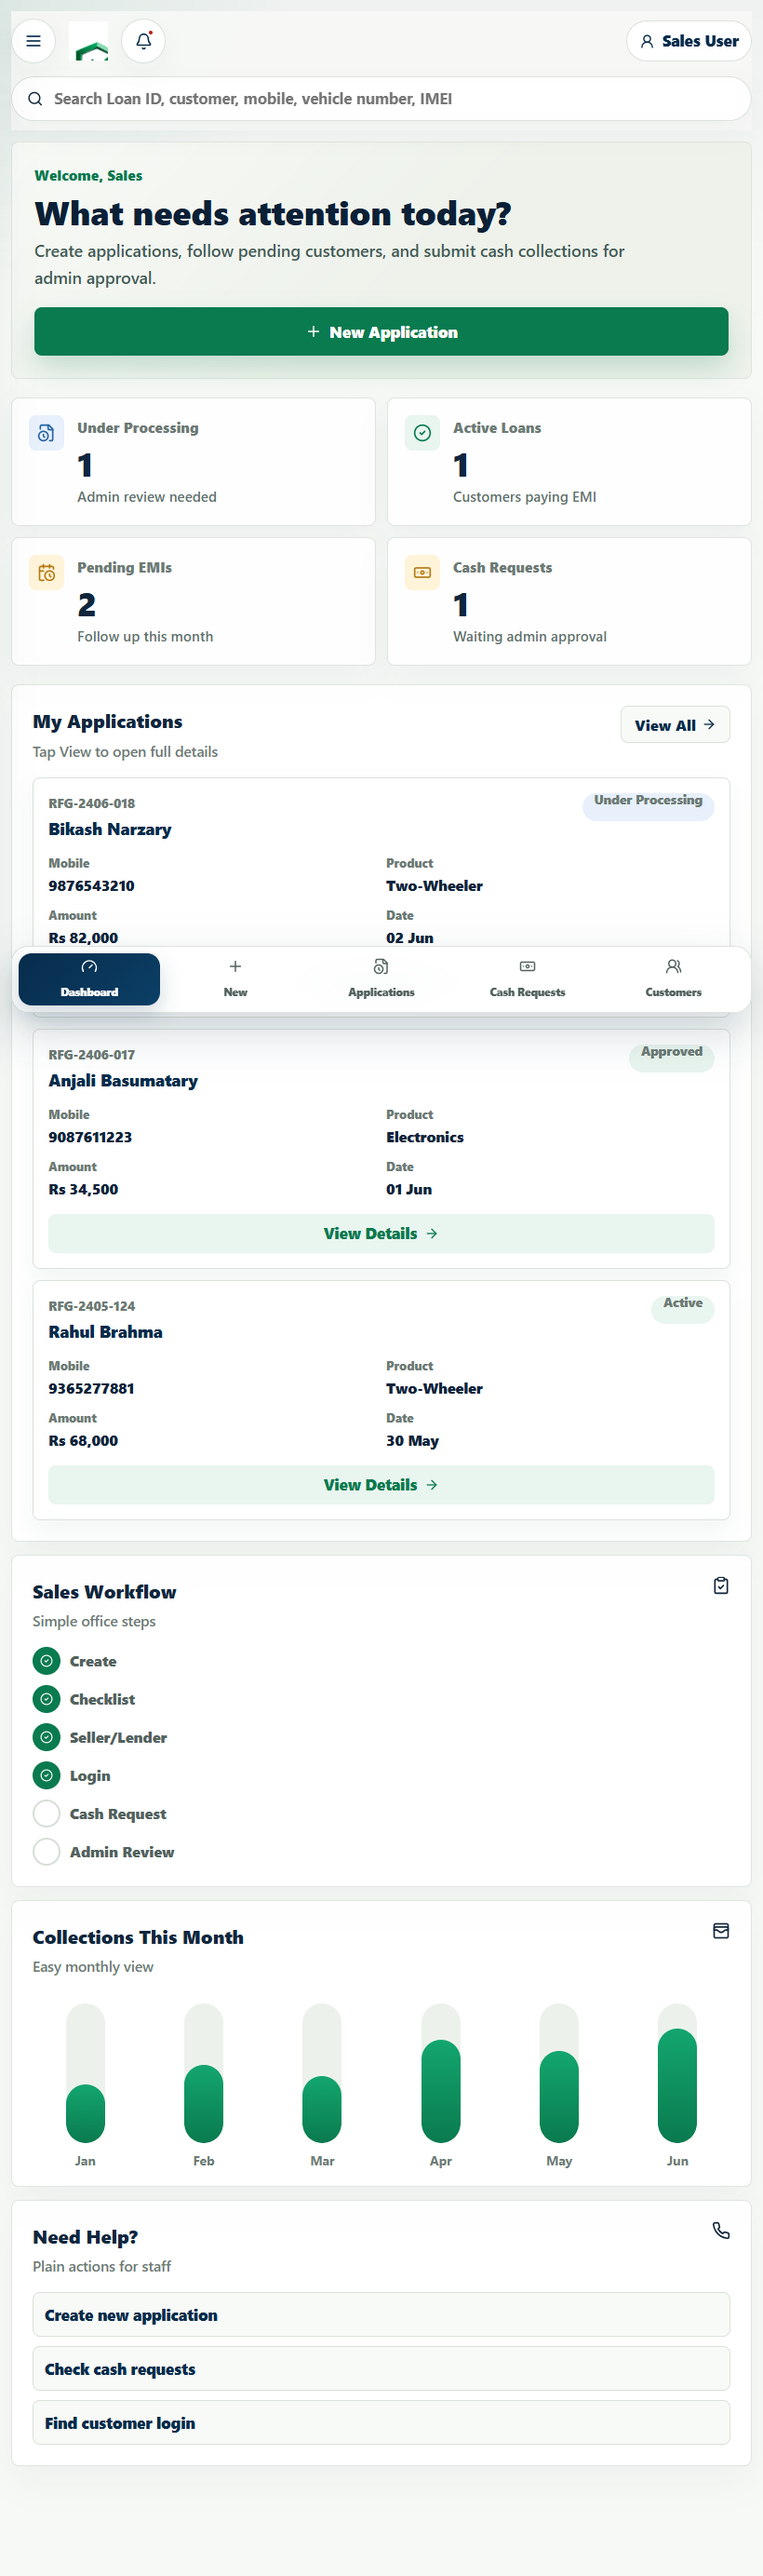 Sales User
Search Loan ID, customer, mobile, vehicle number, IMEI
Welcome, Sales
What needs attention today?
Create applications, follow pending customers, and submit cash collections for
admin approval.
New Application
Under Processing
1
Admin review needed
Active Loans
1
Customers paying EMI
Pending EMIs
2
Follow up this month
Cash Requests
1
Waiting admin approval
My Applications
View All
Tap View to open full details
RFG-2406-018
Under Processing
Bikash Narzary
Mobile
Product
9876543210
Two-Wheeler
Amount
Date
Rs 82,000
02 Jun
Dashboard
New
Applications
Cash Requests
Customers
RFG-2406-017
Approved
Anjali Basumatary
Mobile
Product
9087611223
Electronics
Amount
Date
Rs 34,500
01 Jun
View Details
RFG-2405-124
Active
Rahul Brahma
Mobile
Product
9365277881
Two-Wheeler
Amount
Date
Rs 68,000
30 May
View Details
Sales Workflow
Simple office steps
Create
Checklist
Seller/Lender
Login
Cash Request
Admin Review
Collections This Month
Easy monthly view
Jan Feb Mar Apr May Jun
Need Help?
Plain actions for staff
Create new application
Check cash requests
Find customer login